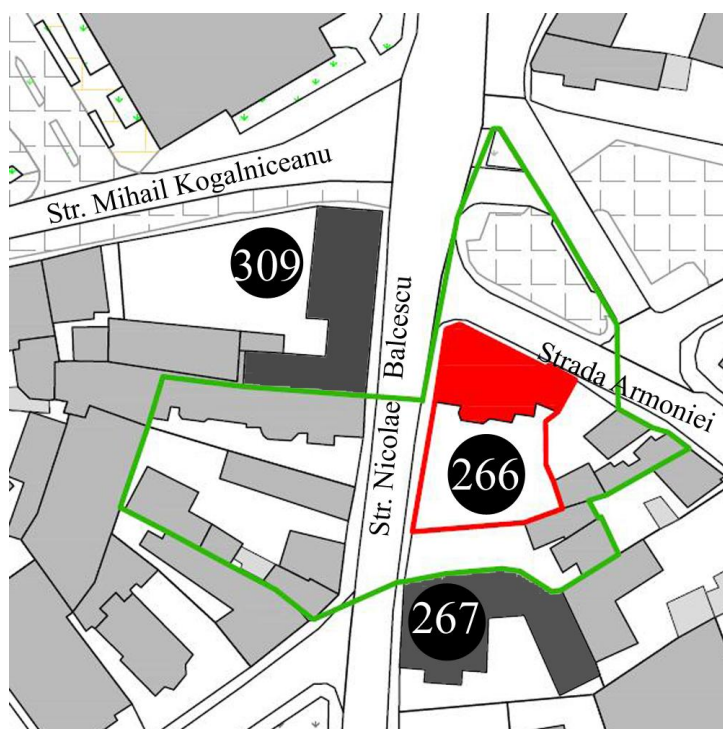 Str. Mihail Kogalniceanu
309
Str. Nicolae Balcescu
Strada Armoniei
266
267